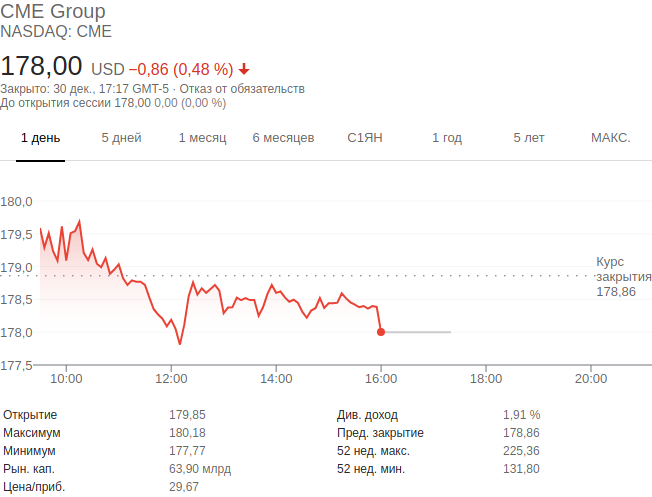 CME Group
NASDAQ: CME
178,00 USD −0,86 (0,48 %)
Закрыто: 30 дек., 17:17 GMT-5 · Отказ от обязательств
До открытия сессии 178,00 0,00 (0,00 %)
1 день 5 дней 1 месяц 6 месяцев С1ЯН 1 год 5 лет МАКС.
180,0
179,5
179,0
178,5
178,0
177,5
Курс
закрытия
178,86
10:00 12:00 14:00 16:00 18:00 20:00
Открытие 179,85 Див. доход 1,91 %
Максимум 180,18 Пред. закрытие 178,86
Минимум 177,77 52 нед. макс. 225,36
Рын. кап. 63,90 млрд 52 нед. мин. 131,80
Цена/приб. 29,67